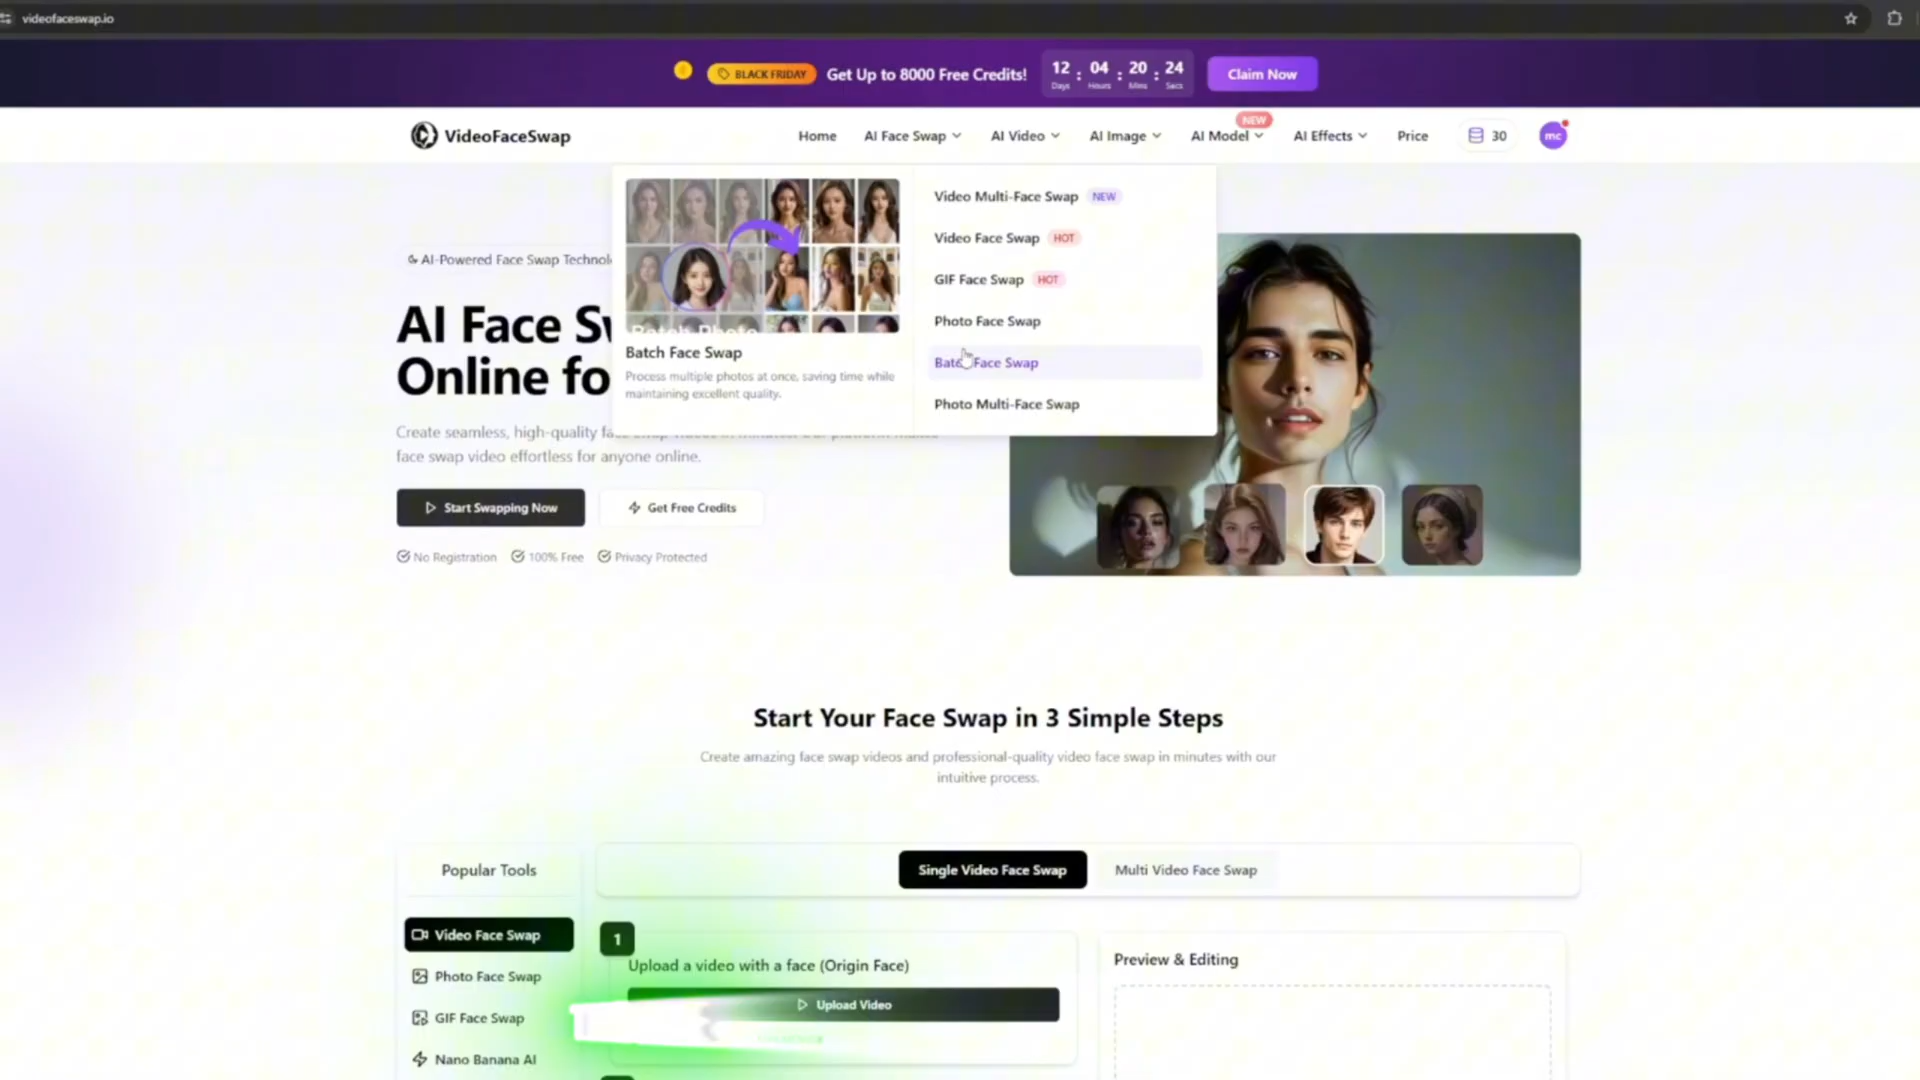 videofaceswap.io
BLACK FRIDAY
Get Up to 8000 Free Credits!
12 : 04 : 20 : 24
Days Hours Mins Secs
Claim Now
VideoFaceSwap
Home
AI Face Swap
AI Video
AI Image
AI Model
NEW
AI Effects
Price
30
mc
Batch Photo
Batch Face Swap
Process multiple photos at once, saving time while
maintaining excellent quality.
Video Multi-Face Swap NEW
Video Face Swap HOT
GIF Face Swap HOT
Photo Face Swap
Batch Face Swap
Photo Multi-Face Swap
AI-Powered Face Swap
AI Face
Online fo
Create seamless, high-quality
face swap video effortless for anyone online.
Start Swapping Now
Get Free Credits
No Registration
100% Free
Privacy Protected
Start Your Face Swap in 3 Simple Steps
Create amazing face swap videos and professional-quality video face swap in minutes with our
intuitive process.
Popular Tools
Video Face Swap
Photo Face Swap
GIF Face Swap
Nano Banana AI
Single Video Face Swap
Multi Video Face Swap
1
Upload a video with a face (Origin Face)
Upload Video
Preview & Editing